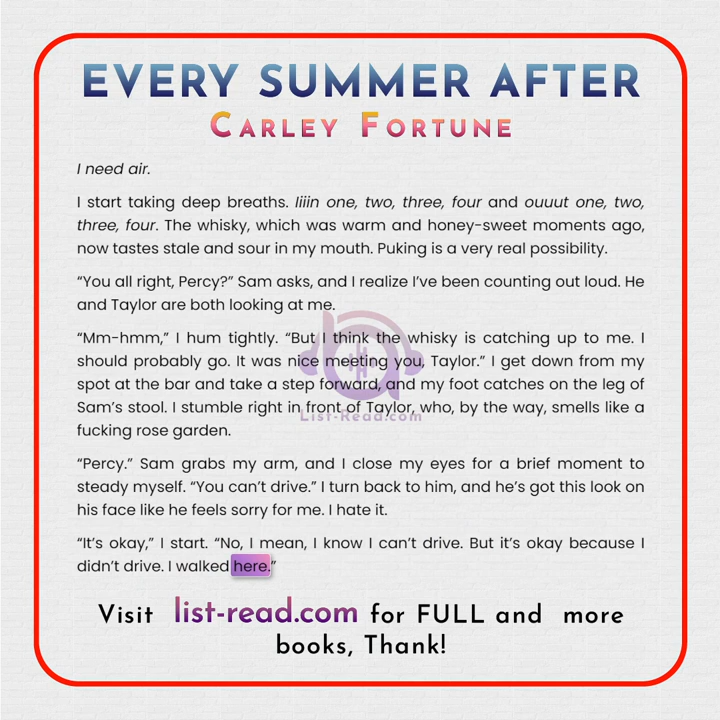 EVERY SUMMER AFTER
CARLEY FORTUNE
I need air.
I start taking deep breaths. Iiiin one, two, three, four and ouuut one, two,
three, four. The whisky, which was warm and honey-sweet moments ago,
now tastes stale and sour in my mouth. Puking is a very real possibility.
“You all right, Percy?” Sam asks, and I realize I’ve been counting out loud. He
and Taylor are both looking at me.
“Mm-hmm,” I hum tightly. “But I think the whisky is catching up to me. I
should probably go. It was nice meeting you, Taylor.” I get down from my
spot at the bar and take a step forward, and my foot catches on the leg of
Sam’s stool. I stumble right in front of Taylor, who, by the way, smells like a
List-Read.com
fucking rose garden.
“Percy.” Sam grabs my arm, and I close my eyes for a brief moment to
steady myself. “You can’t drive.” I turn back to him, and he’s got this look on
his face like he feels sorry for me. I hate it.
“It’s okay,” I start. “No, I mean, I know I can’t drive. But it’s okay because I
didn’t drive. I walked here.”
Visit list-read.com for FULL and more
books, Thank!